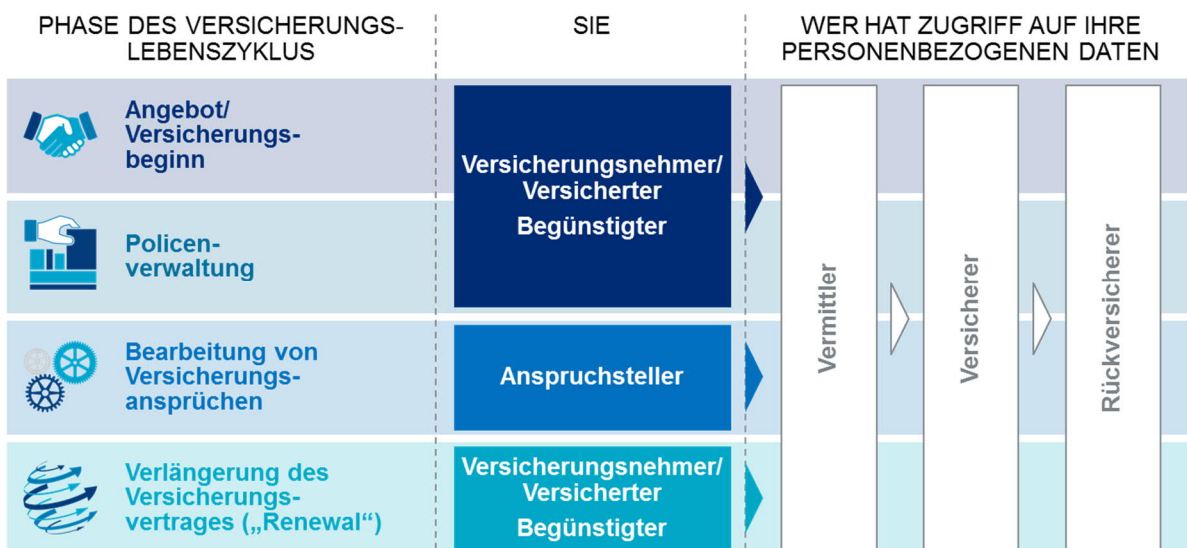 PHASE DES VERSICHERUNGS-
LEBENSZYKLUS
SIE
WER HAT ZUGRIFF AUF IHRE
PERSONENBEZOGENEN DATEN
Angebot/
Versicherungs-
beginn
Policen-
verwaltung
Versicherungsnehmer/
Versicherter
Begünstigter
Bearbeitung von
Versicherungs-
ansprüchen
Anspruchsteller
Verlängerung des
Versicherungs-
vertrages („Renewal“)
Versicherungsnehmer/
Versicherter
Begünstigter
Vermittler
Versicherer
Rückversicherer